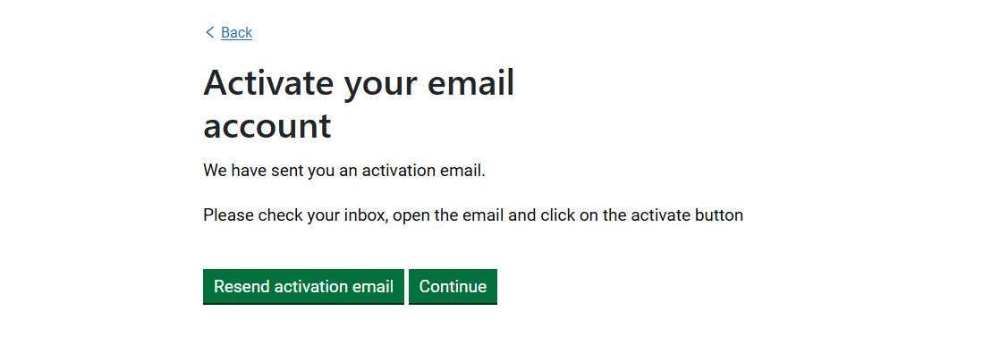 Back
Activate your email
account
We have sent you an activation email.
Please check your inbox, open the email and click on the activate button
Resend activation email Continue